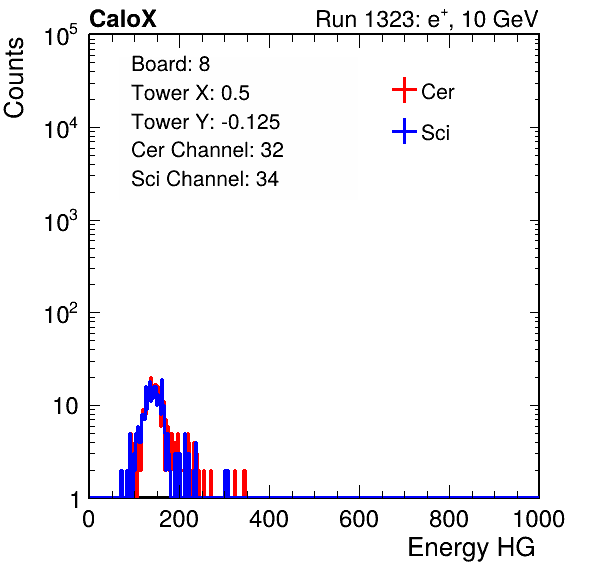 CaloX Run 1323: e⁺, 10 GeV
Counts
10⁵
10⁴
10³
10²
10
1
Board: 8
Tower X: 0.5
Tower Y: -0.125
Cer Channel: 32
Sci Channel: 34
Cer
Sci
0 200 400 600 800 1000
Energy HG